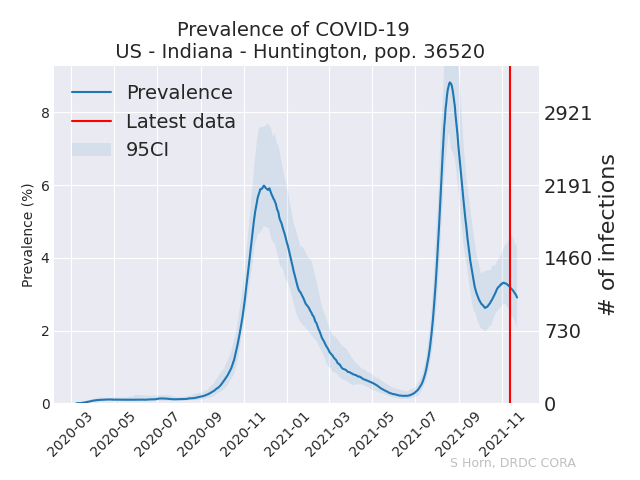 Prevalence of COVID-19
US - Indiana - Huntington, pop. 36520
Prevalence
Latest data
95CI
Prevalence (%)
8
6
4
2
0
2921
2191
1460
730
0
# of infections
2020-03
2020-05
2020-07
2020-09
2020-11
2021-01
2021-03
2021-05
2021-07
2021-09
2021-11
S Horn, DRDC CORA